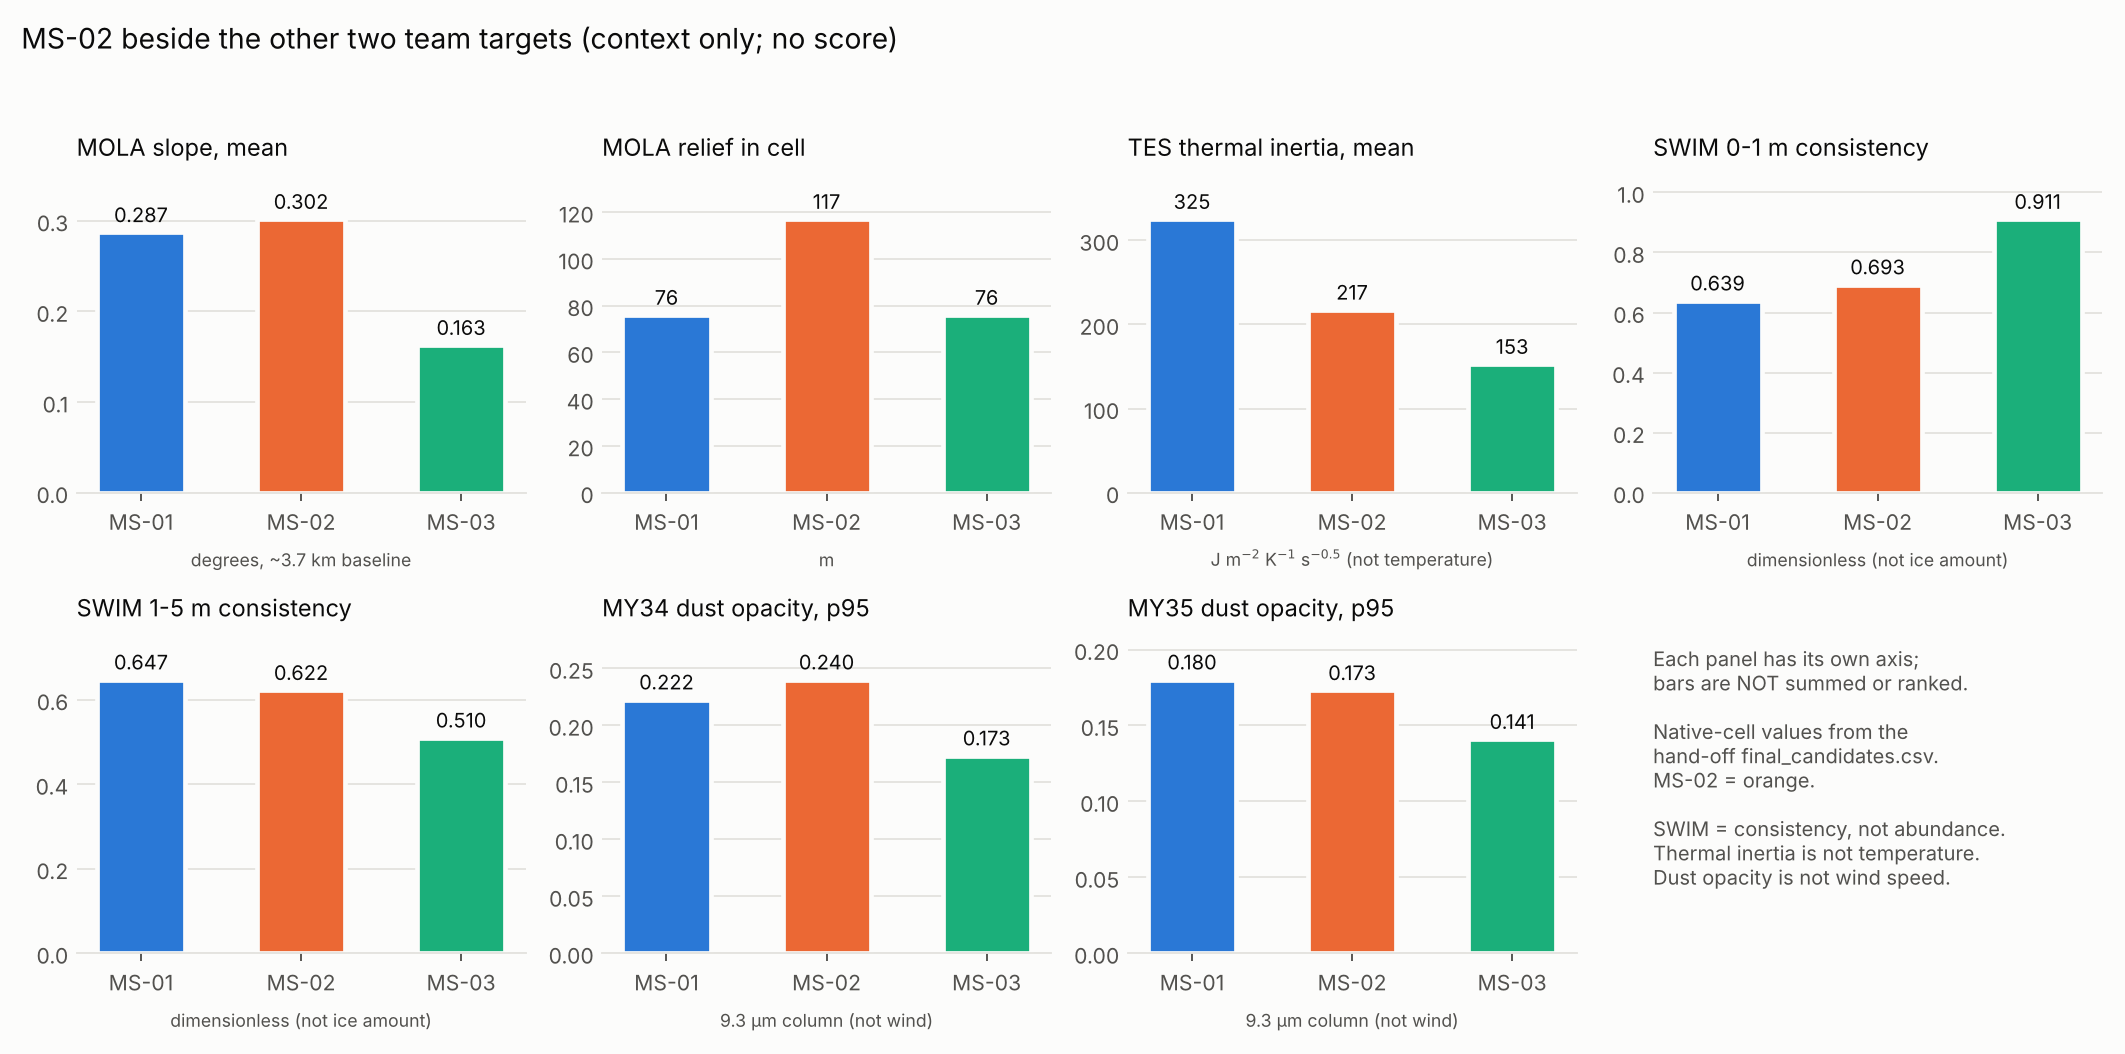 MS-02 beside the other two team targets (context only; no score)
MOLA slope, mean
0.3
0.2
0.1
0.0
0.287
0.302
0.163
MS-01
MS-02
MS-03
degrees, ~3.7 km baseline
MOLA relief in cell
120
100
80
60
40
20
0
76
117
76
MS-01
MS-02
MS-03
m
TES thermal inertia, mean
300
200
100
0
325
217
153
MS-01
MS-02
MS-03
J m⁻² K⁻¹ s⁻⁰·⁵ (not temperature)
SWIM 0-1 m consistency
1.0
0.8
0.6
0.4
0.2
0.0
0.639
0.693
0.911
MS-01
MS-02
MS-03
dimensionless (not ice amount)
SWIM 1-5 m consistency
0.6
0.4
0.2
0.0
0.647
0.622
0.510
MS-01
MS-02
MS-03
dimensionless (not ice amount)
MY34 dust opacity, p95
0.25
0.20
0.15
0.10
0.05
0.00
0.222
0.240
0.173
MS-01
MS-02
MS-03
9.3 µm column (not wind)
MY35 dust opacity, p95
0.20
0.15
0.10
0.05
0.00
0.180
0.173
0.141
MS-01
MS-02
MS-03
9.3 µm column (not wind)
Each panel has its own axis;
bars are NOT summed or ranked.
Native-cell values from the
hand-off final_candidates.csv.
MS-02 = orange.
SWIM = consistency, not abundance.
Thermal inertia is not temperature.
Dust opacity is not wind speed.